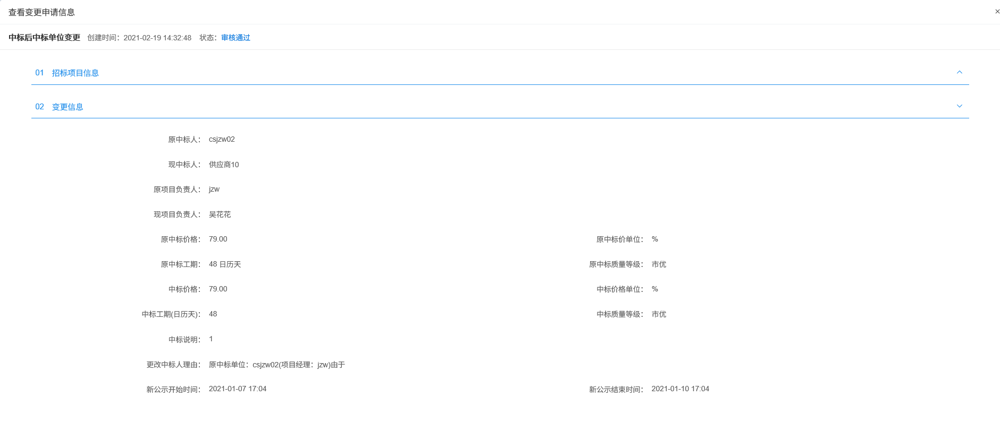 查看变更申请信息
×
中标后中标单位变更 创建时间：2021-02-19 14:32:48 状态：审核通过
01 招标项目信息
02 变更信息
原中标人： csjzw02
现中标人： 供应商10
原项目负责人： jzw
现项目负责人： 吴花花
原中标价格： 79.00 原中标价单位： %
原中标工期： 48 日历天 原中标质量等级： 市优
中标价格： 79.00 中标价格单位： %
中标工期(日历天)： 48 中标质量等级： 市优
中标说明： 1
更改中标人理由： 原中标单位：csjzw02(项目经理：jzw)由于
新公示开始时间： 2021-01-07 17:04 新公示结束时间： 2021-01-10 17:04